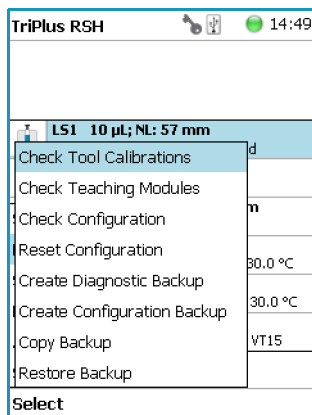 TriPlus RSH 14:49
LS1 10 µL; NL: 57 mm
d
Check Tool Calibrations
Check Teaching Modules
m
Check Configuration
Reset Configuration
30.0 °C
Create Diagnostic Backup
30.0 °C
Create Configuration Backup
VT15
Copy Backup
Restore Backup
Select